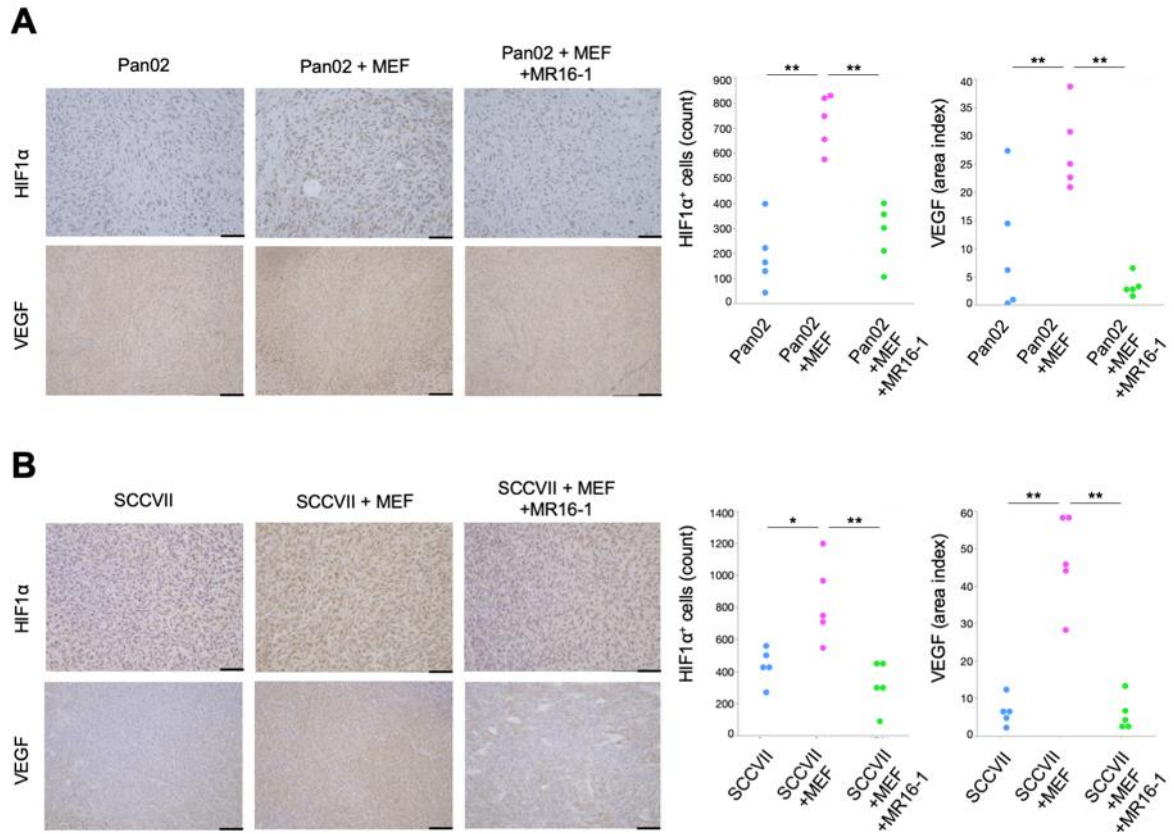 A
Pan02
Pan02 + MEF
Pan02 + MEF
+MR16-1
HIF1α
VEGF
HIF1α⁺ cells (count)
900
800
700
600
500
400
300
200
100
0
**
**
Pan02
Pan02
+MEF
Pan02
+MEF
+MR16-1
VEGF (area index)
40
35
30
25
20
15
10
5
0
**
**
Pan02
Pan02
+MEF
Pan02
+MEF
+MR16-1
B
SCCVII
SCCVII + MEF
SCCVII + MEF
+MR16-1
HIF1α
VEGF
HIF1α⁺ cells (count)
1400
1200
1000
800
600
400
200
0
*
**
SCCVII
SCCVII
+MEF
SCCVII
+MEF
+MR16-1
VEGF (area index)
60
50
40
30
20
10
0
**
**
SCCVII
SCCVII
+MEF
SCCVII
+MEF
+MR16-1